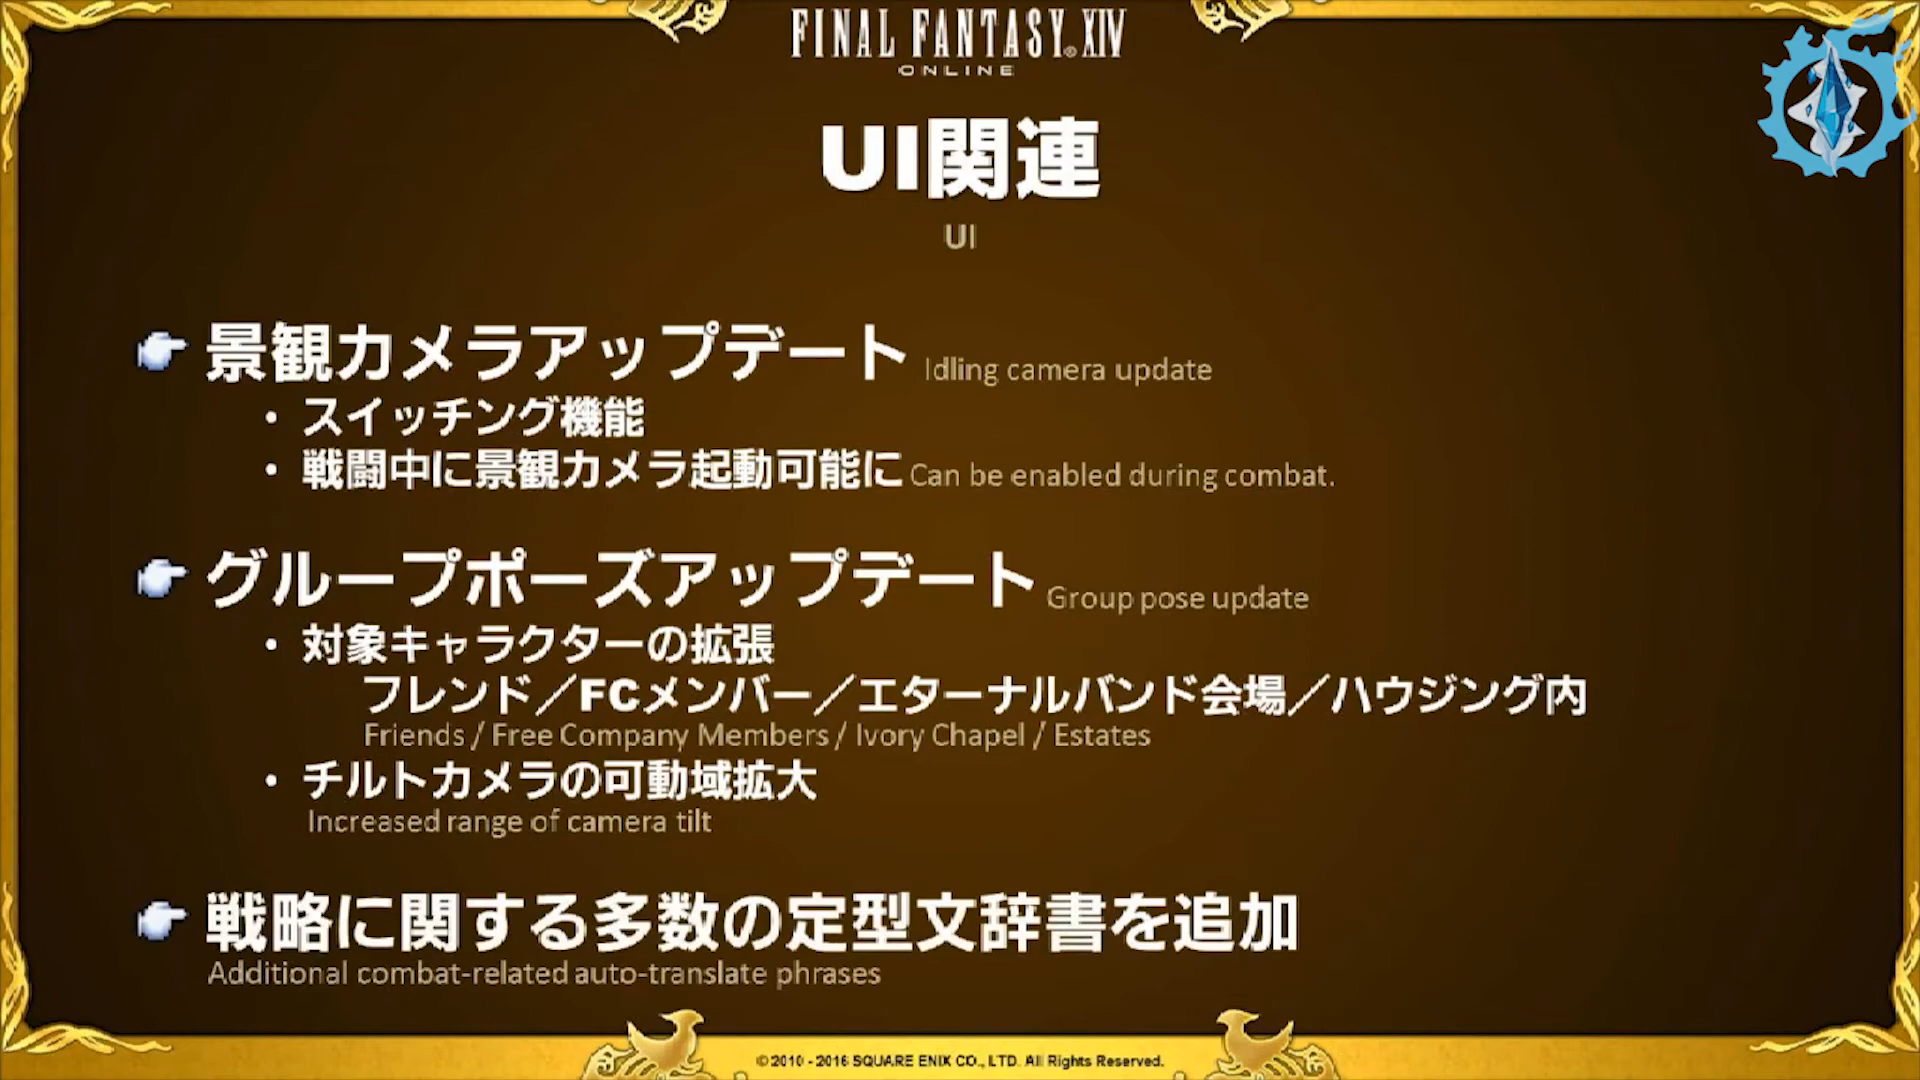 FINAL FANTASY® XIV
ONLINE
UI関連
UI
景観カメラアップデート Idling camera update
・スイッチング機能
・戦闘中に景観カメラ起動可能に Can be enabled during combat.
グループポーズアップデート Group pose update
・対象キャラクターの拡張
フレンド／FCメンバー／エターナルバンド会場／ハウジング内
Friends / Free Company Members / Ivory Chapel / Estates
・チルトカメラの可動域拡大
Increased range of camera tilt
戦略に関する多数の定型文辞書を追加
Additional combat-related auto-translate phrases
© 2010 - 2016 SQUARE ENIX CO., LTD. All Rights Reserved.